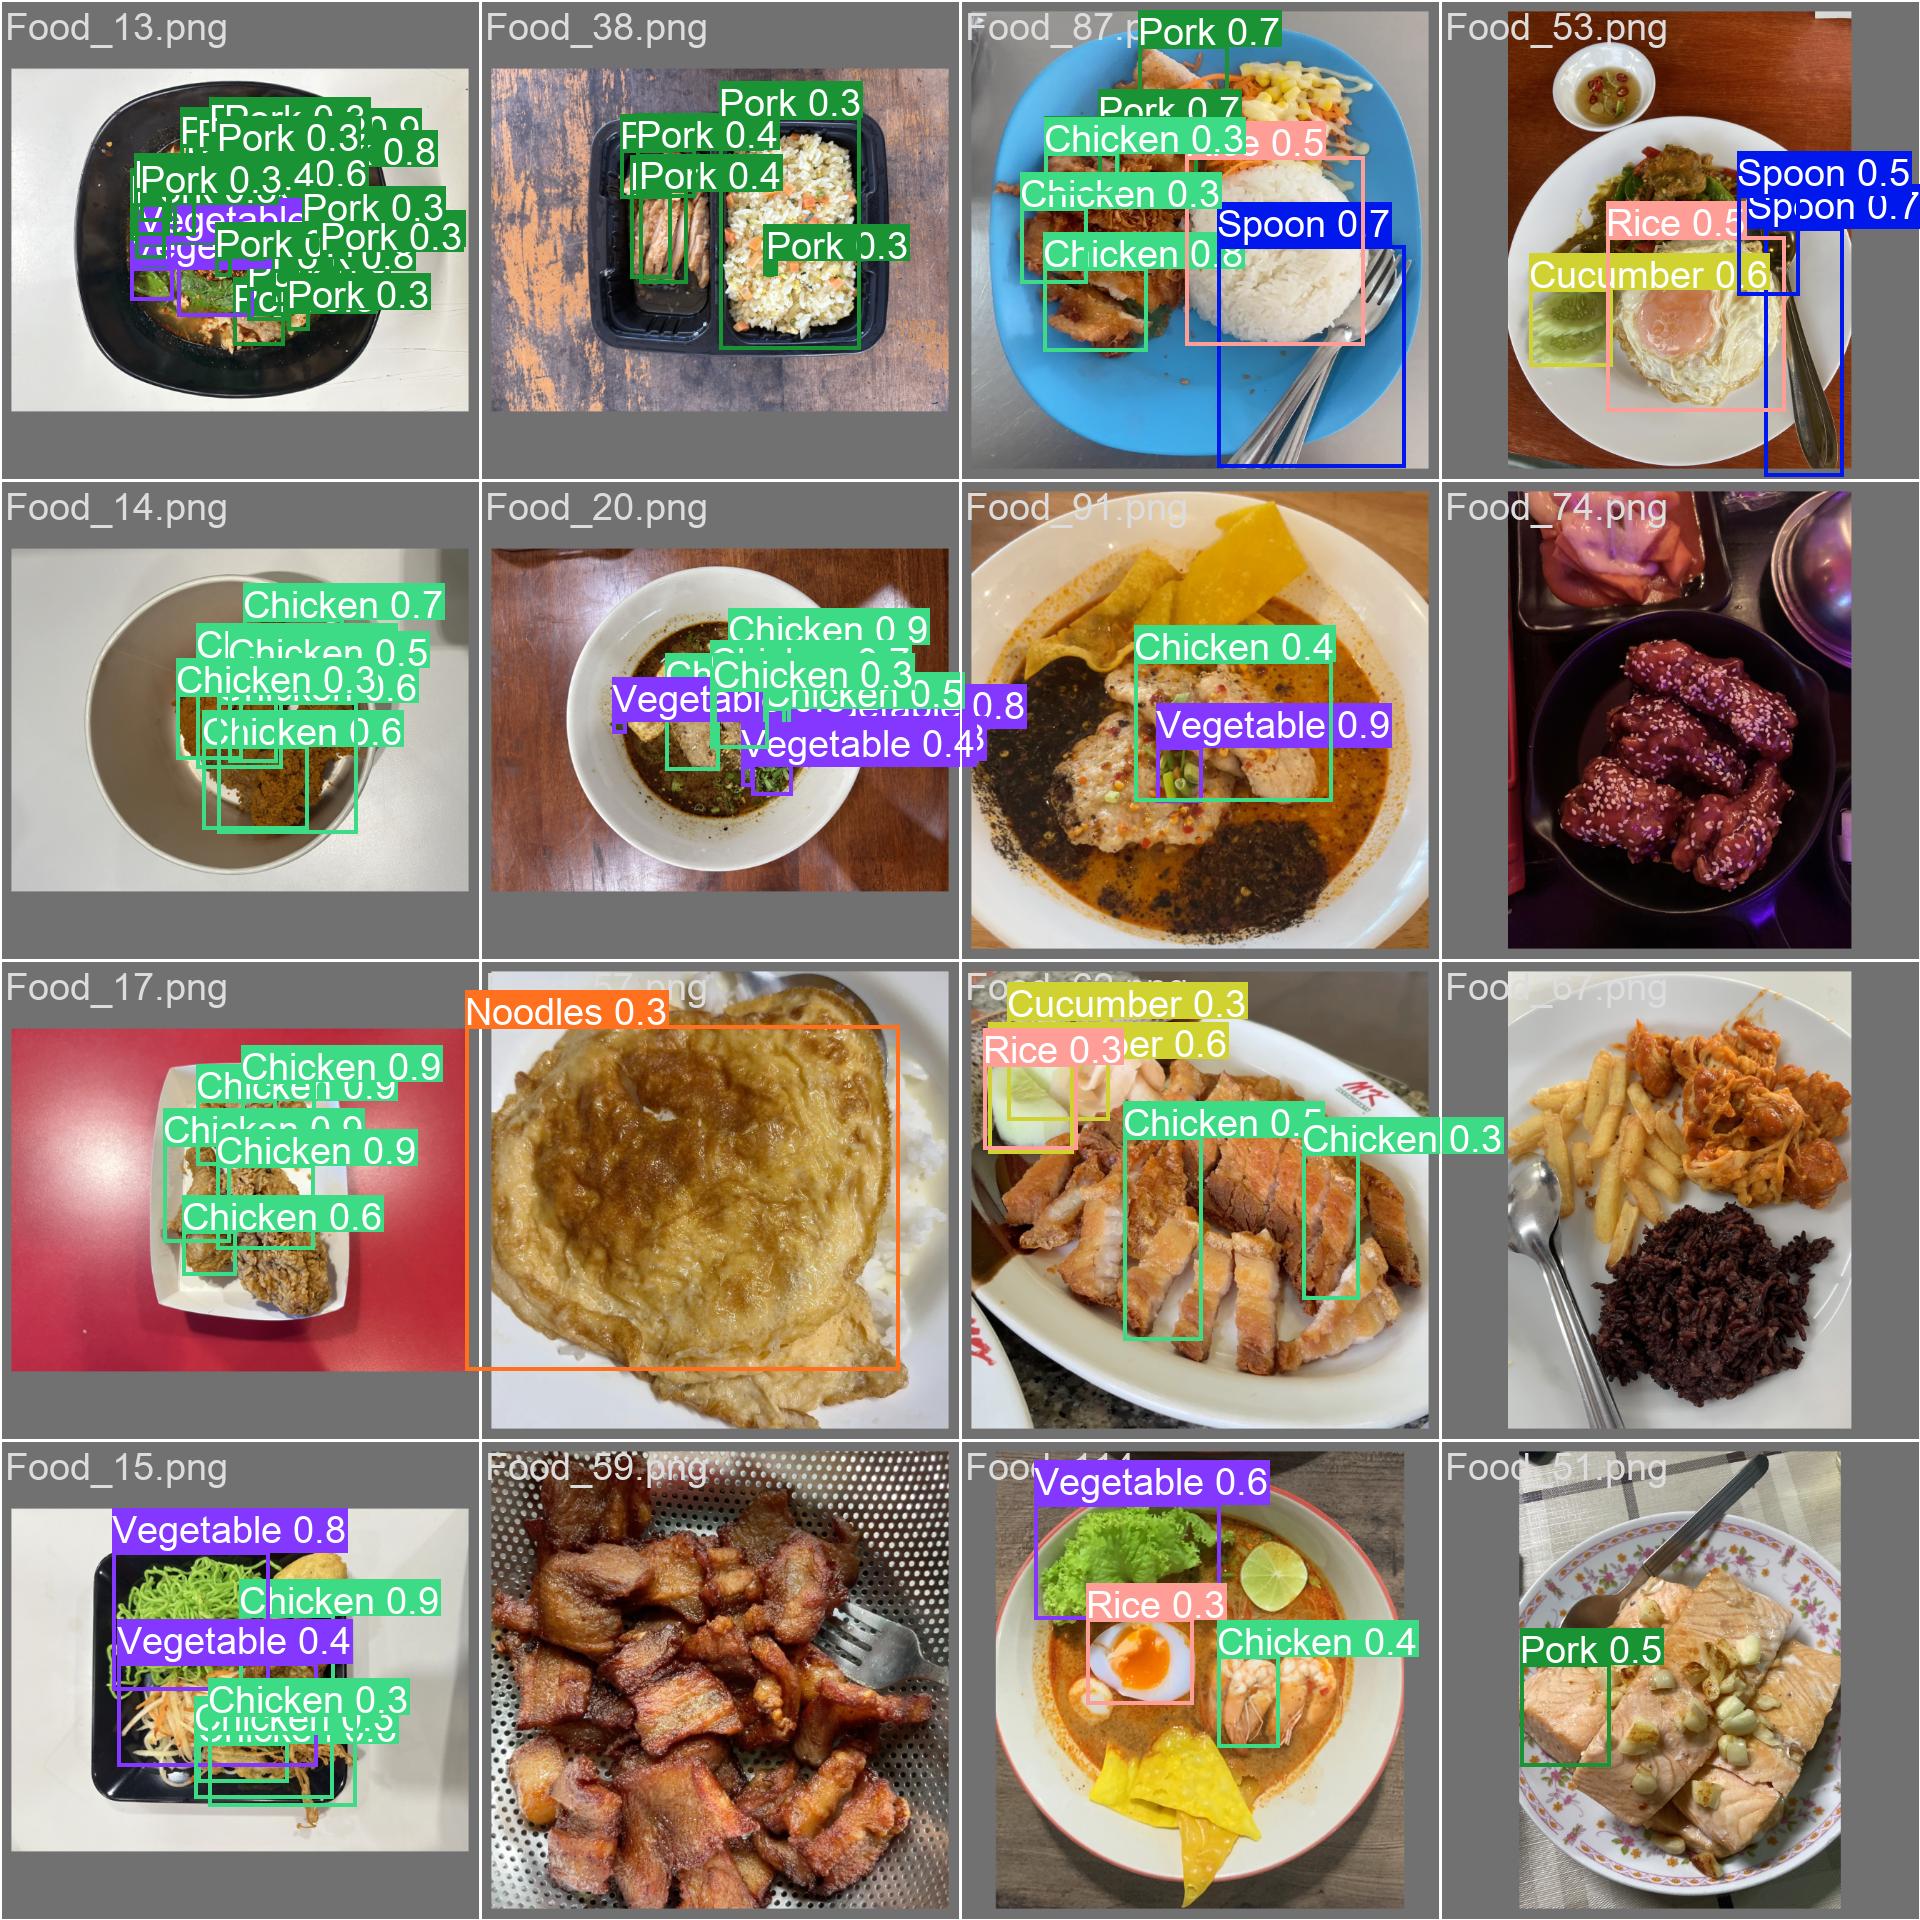 Food_13.png
Pork 0.3
0.9
Pork 0.3
0.8
Pork 0.3
0.6
Vegetable
Pork 0.3
Pork
Pork 0.3
0.8
Pork 0.3
Food_38.png
Pork 0.3
Pork 0.4
Pork 0.4
Pork 0.3
Food_87.p
Pork 0.7
Pork 0.7
Chicken 0.3
e 0.5
Chicken 0.3
Spoon 0.7
Chicken 0.8
Food_53.png
Spoon 0.5
Spoon 0.7
Rice 0.5
Cucumber 0.6
Food_14.png
Chicken 0.7
Chicken 0.5
Chicken 0.3
0.6
Chicken 0.6
Food_20.png
Chicken 0.9
Chicken 0.3
Chicken 0.5
Vegetabl
0.8
Vegetable 0.4
Food_91.png
Chicken 0.4
Vegetable 0.9
Food_74.png
Food_17.png
Chicken 0.9
Chicken 0.9
Chicken 0.9
Chicken 0.9
Chicken 0.6
57.png
Noodles 0.3
Cucumber 0.3
ber 0.6
Rice 0.3
MK
Chicken 0.5
Chicken 0.3
Food_67.png
Food_15.png
Vegetable 0.8
Chicken 0.9
Vegetable 0.4
Chicken 0.3
Food_59.png
Food_114
Vegetable 0.6
Rice 0.3
Chicken 0.4
Food_51.png
Pork 0.5